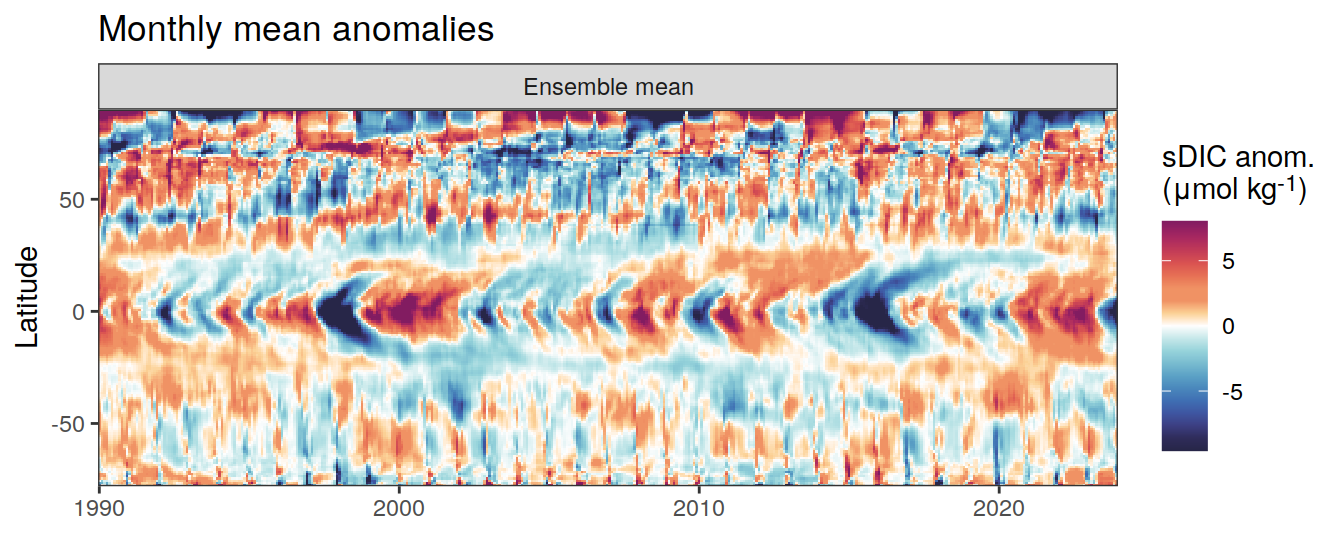 Monthly mean anomalies
Ensemble mean
sDIC anom.
(μmol kg-1)
5
0
-5
Latitude
50
0
-50
1990 2000 2010 2020